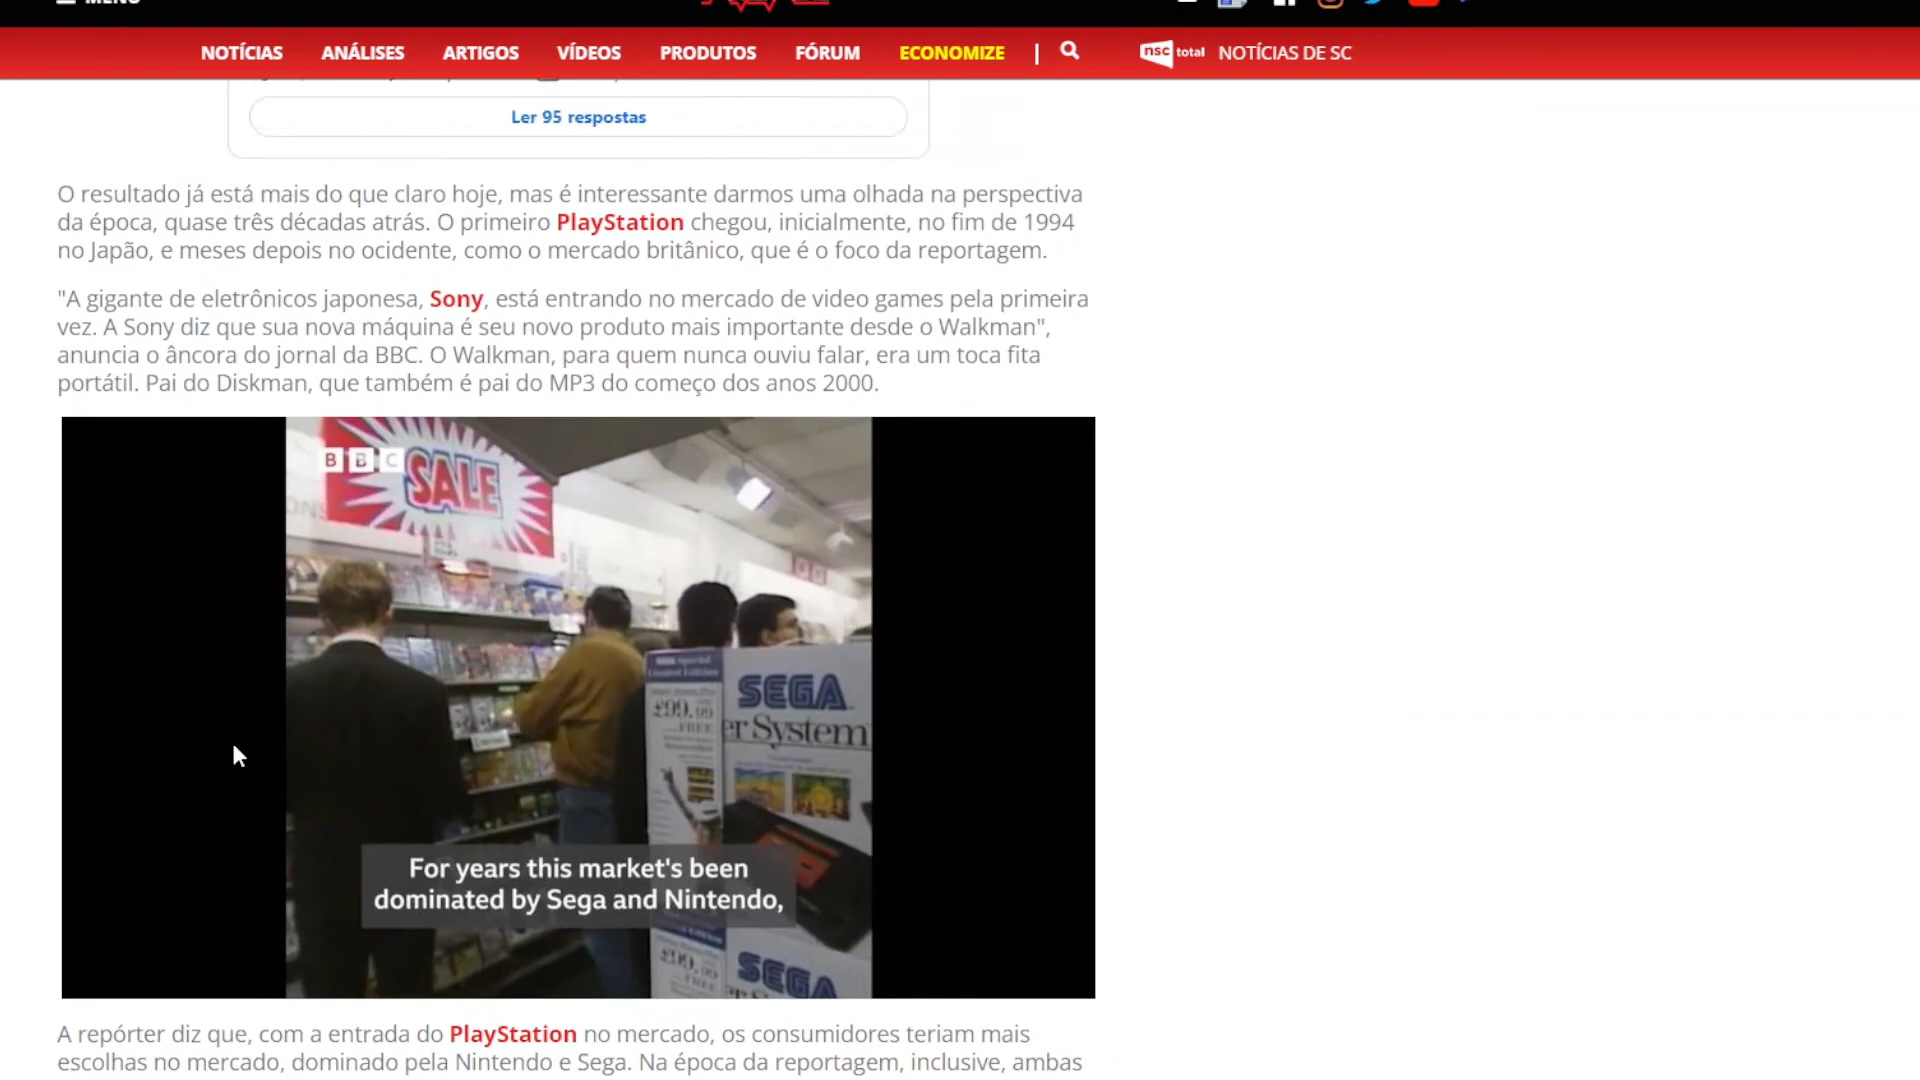 MENU
NOTÍCIAS ANÁLISES ARTIGOS VÍDEOS PRODUTOS FÓRUM ECONOMIZE | nsc total NOTÍCIAS DE SC
Ler 95 respostas
O resultado já está mais do que claro hoje, mas é interessante darmos uma olhada na perspectiva
da época, quase três décadas atrás. O primeiro PlayStation chegou, inicialmente, no fim de 1994
no Japão, e meses depois no ocidente, como o mercado britânico, que é o foco da reportagem.
"A gigante de eletrônicos japonesa, Sony, está entrando no mercado de video games pela primeira
vez. A Sony diz que sua nova máquina é seu novo produto mais importante desde o Walkman",
anuncia o âncora do jornal da BBC. O Walkman, para quem nunca ouviu falar, era um toca fita
portátil. Pai do Diskman, que também é pai do MP3 do começo dos anos 2000.
BBC
SALE
SEGA
£99.99
FREE
er System
For years this market's been
dominated by Sega and Nintendo,
£99.99
FREE
SEGA
A repórter diz que, com a entrada do PlayStation no mercado, os consumidores teriam mais
escolhas no mercado, dominado pela Nintendo e Sega. Na época da reportagem, inclusive, ambas